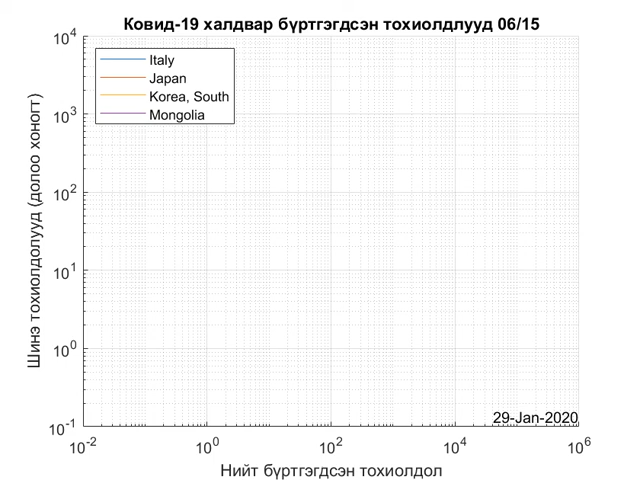 Ковид-19 халдвар бүртгэгдсэн тохиолдлууд 06/15
Italy
Japan
Korea, South
Mongolia
Шинэ тохиолдолууд (долоо хоногт)
10^4
10^3
10^2
10^1
10^0
10^-1
29-Jan-2020
10^-2
10^0
10^2
10^4
10^6
Нийт бүртгэгдсэн тохиолдол